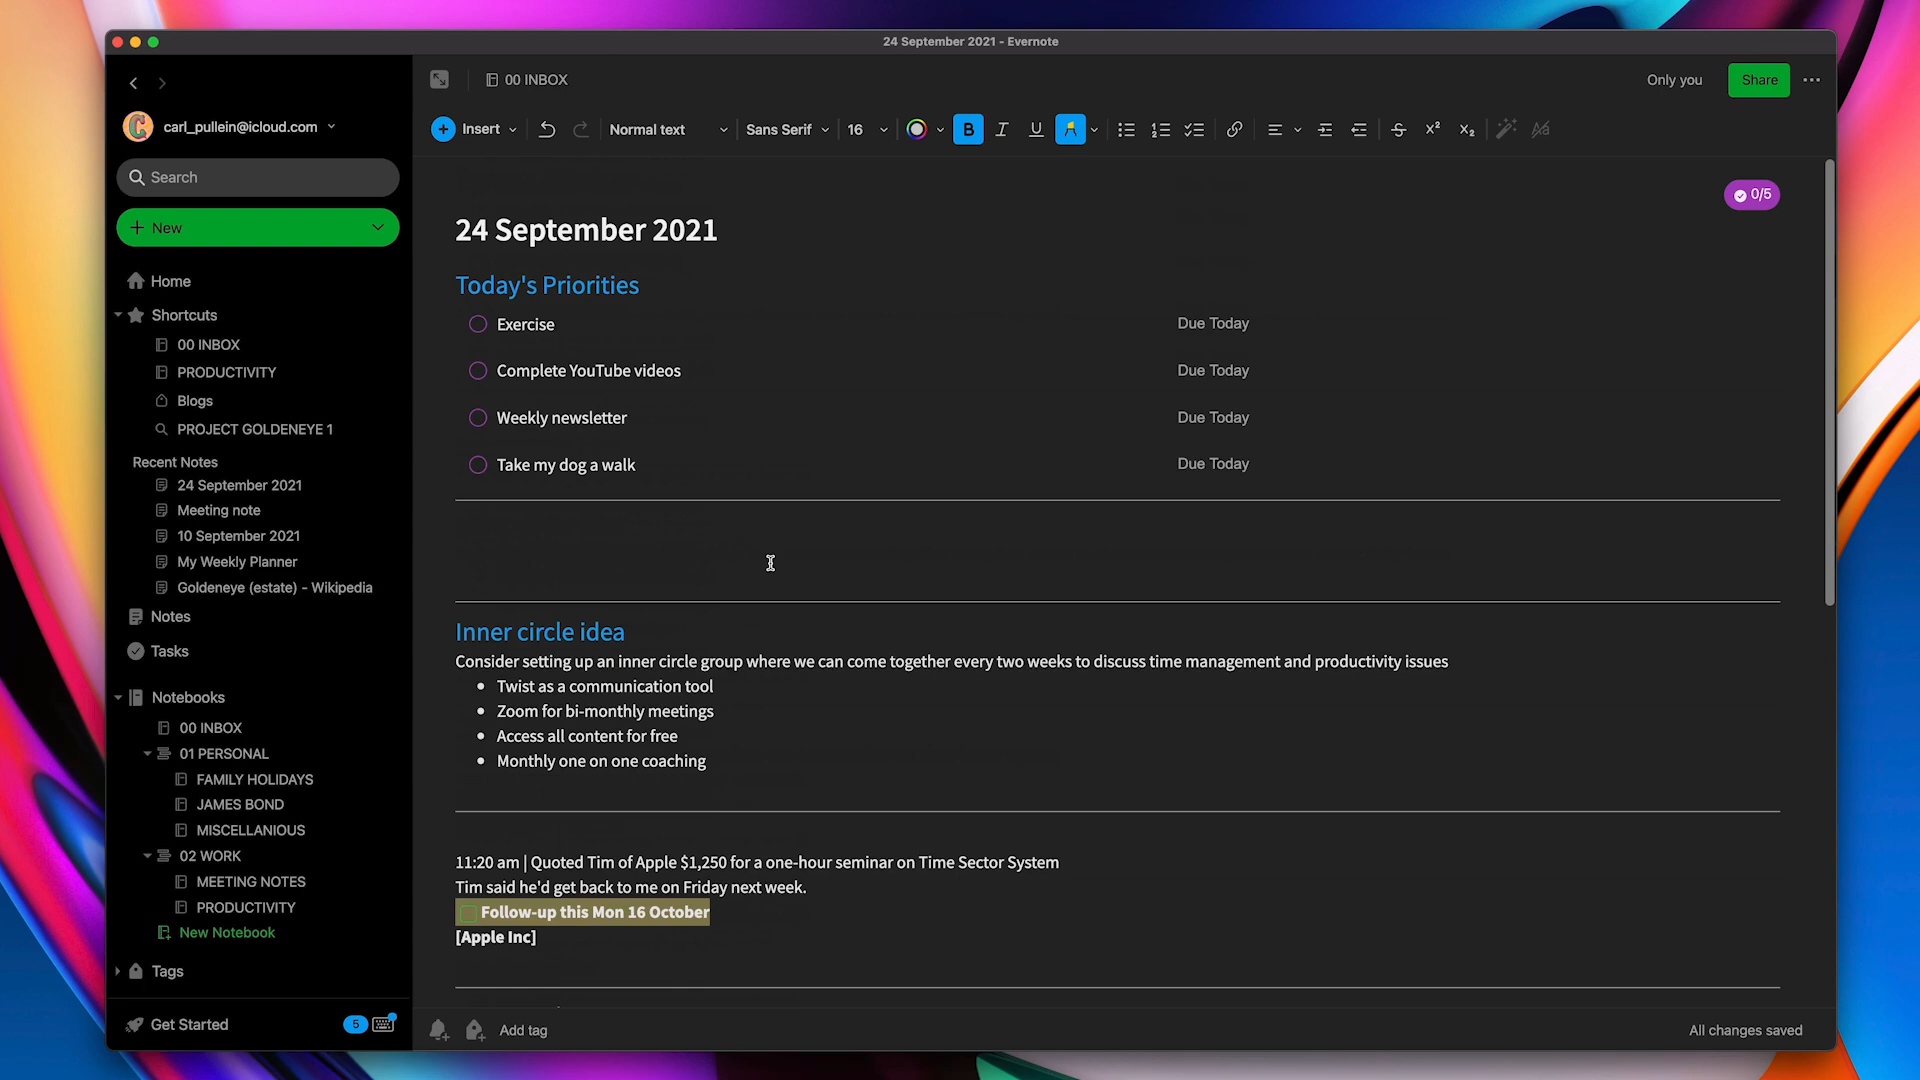 24 September 2021 - Evernote
carl_pullein@icloud.com
Search
New
Home
Shortcuts
00 INBOX
PRODUCTIVITY
Blogs
PROJECT GOLDENEYE 1
Recent Notes
24 September 2021
Meeting note
10 September 2021
My Weekly Planner
Goldeneye (estate) - Wikipedia
Notes
Tasks
Notebooks
00 INBOX
01 PERSONAL
FAMILY HOLIDAYS
JAMES BOND
MISCELLANIOUS
02 WORK
MEETING NOTES
PRODUCTIVITY
New Notebook
Tags
Get Started
5
00 INBOX
Only you
Share
Insert
Normal text
Sans Serif
16
B
I
U
0/5
24 September 2021
Today's Priorities
Exercise Due Today
Complete YouTube videos Due Today
Weekly newsletter Due Today
Take my dog a walk Due Today
Inner circle idea
Consider setting up an inner circle group where we can come together every two weeks to discuss time management and productivity issues
• Twist as a communication tool
• Zoom for bi-monthly meetings
• Access all content for free
• Monthly one on one coaching
11:20 am | Quoted Tim of Apple $1,250 for a one-hour seminar on Time Sector System
Tim said he'd get back to me on Friday next week.
Follow-up this Mon 16 October
[Apple Inc]
Add tag
All changes saved